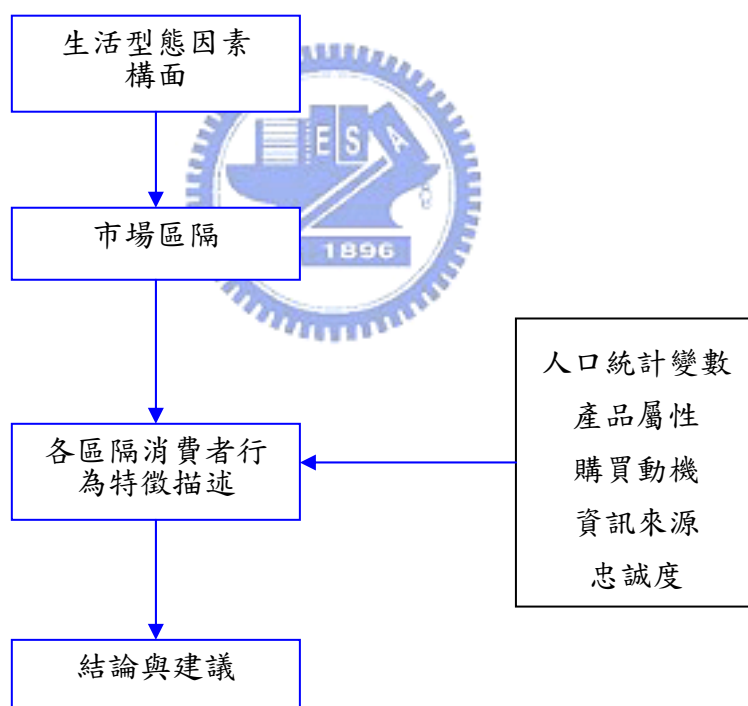 生活型態因素
構面
E S A
1896
市場區隔
人口統計變數
產品屬性
購買動機
資訊來源
忠誠度
各區隔消費者行
為特徵描述
結論與建議